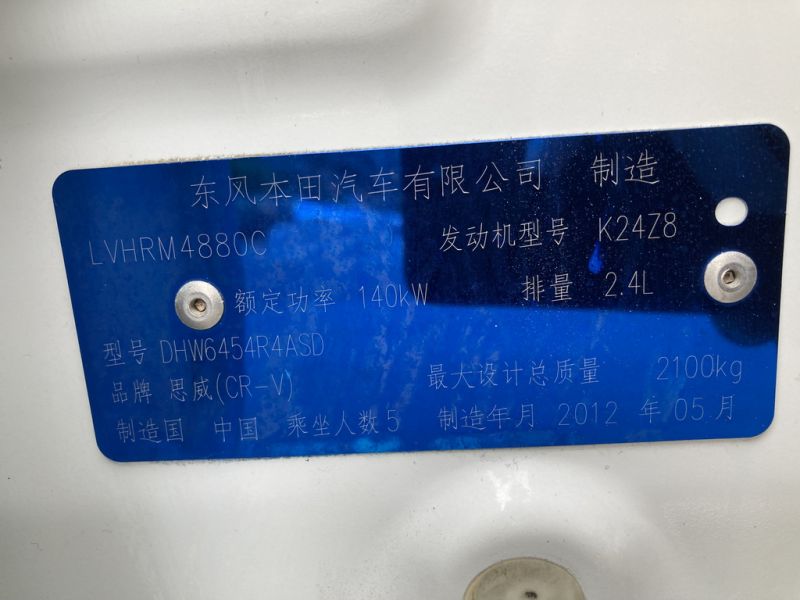 东风本田汽车有限公司 制造
LVHRM4880C 发动机型号 K24Z8
额定功率 140kW 排量 2.4L
型号 DHW6454R4ASD
品牌 思威(CR-V) 最大设计总质量 2100kg
制造国 中国 乘坐人数 5 制造年月 2012 年 05 月